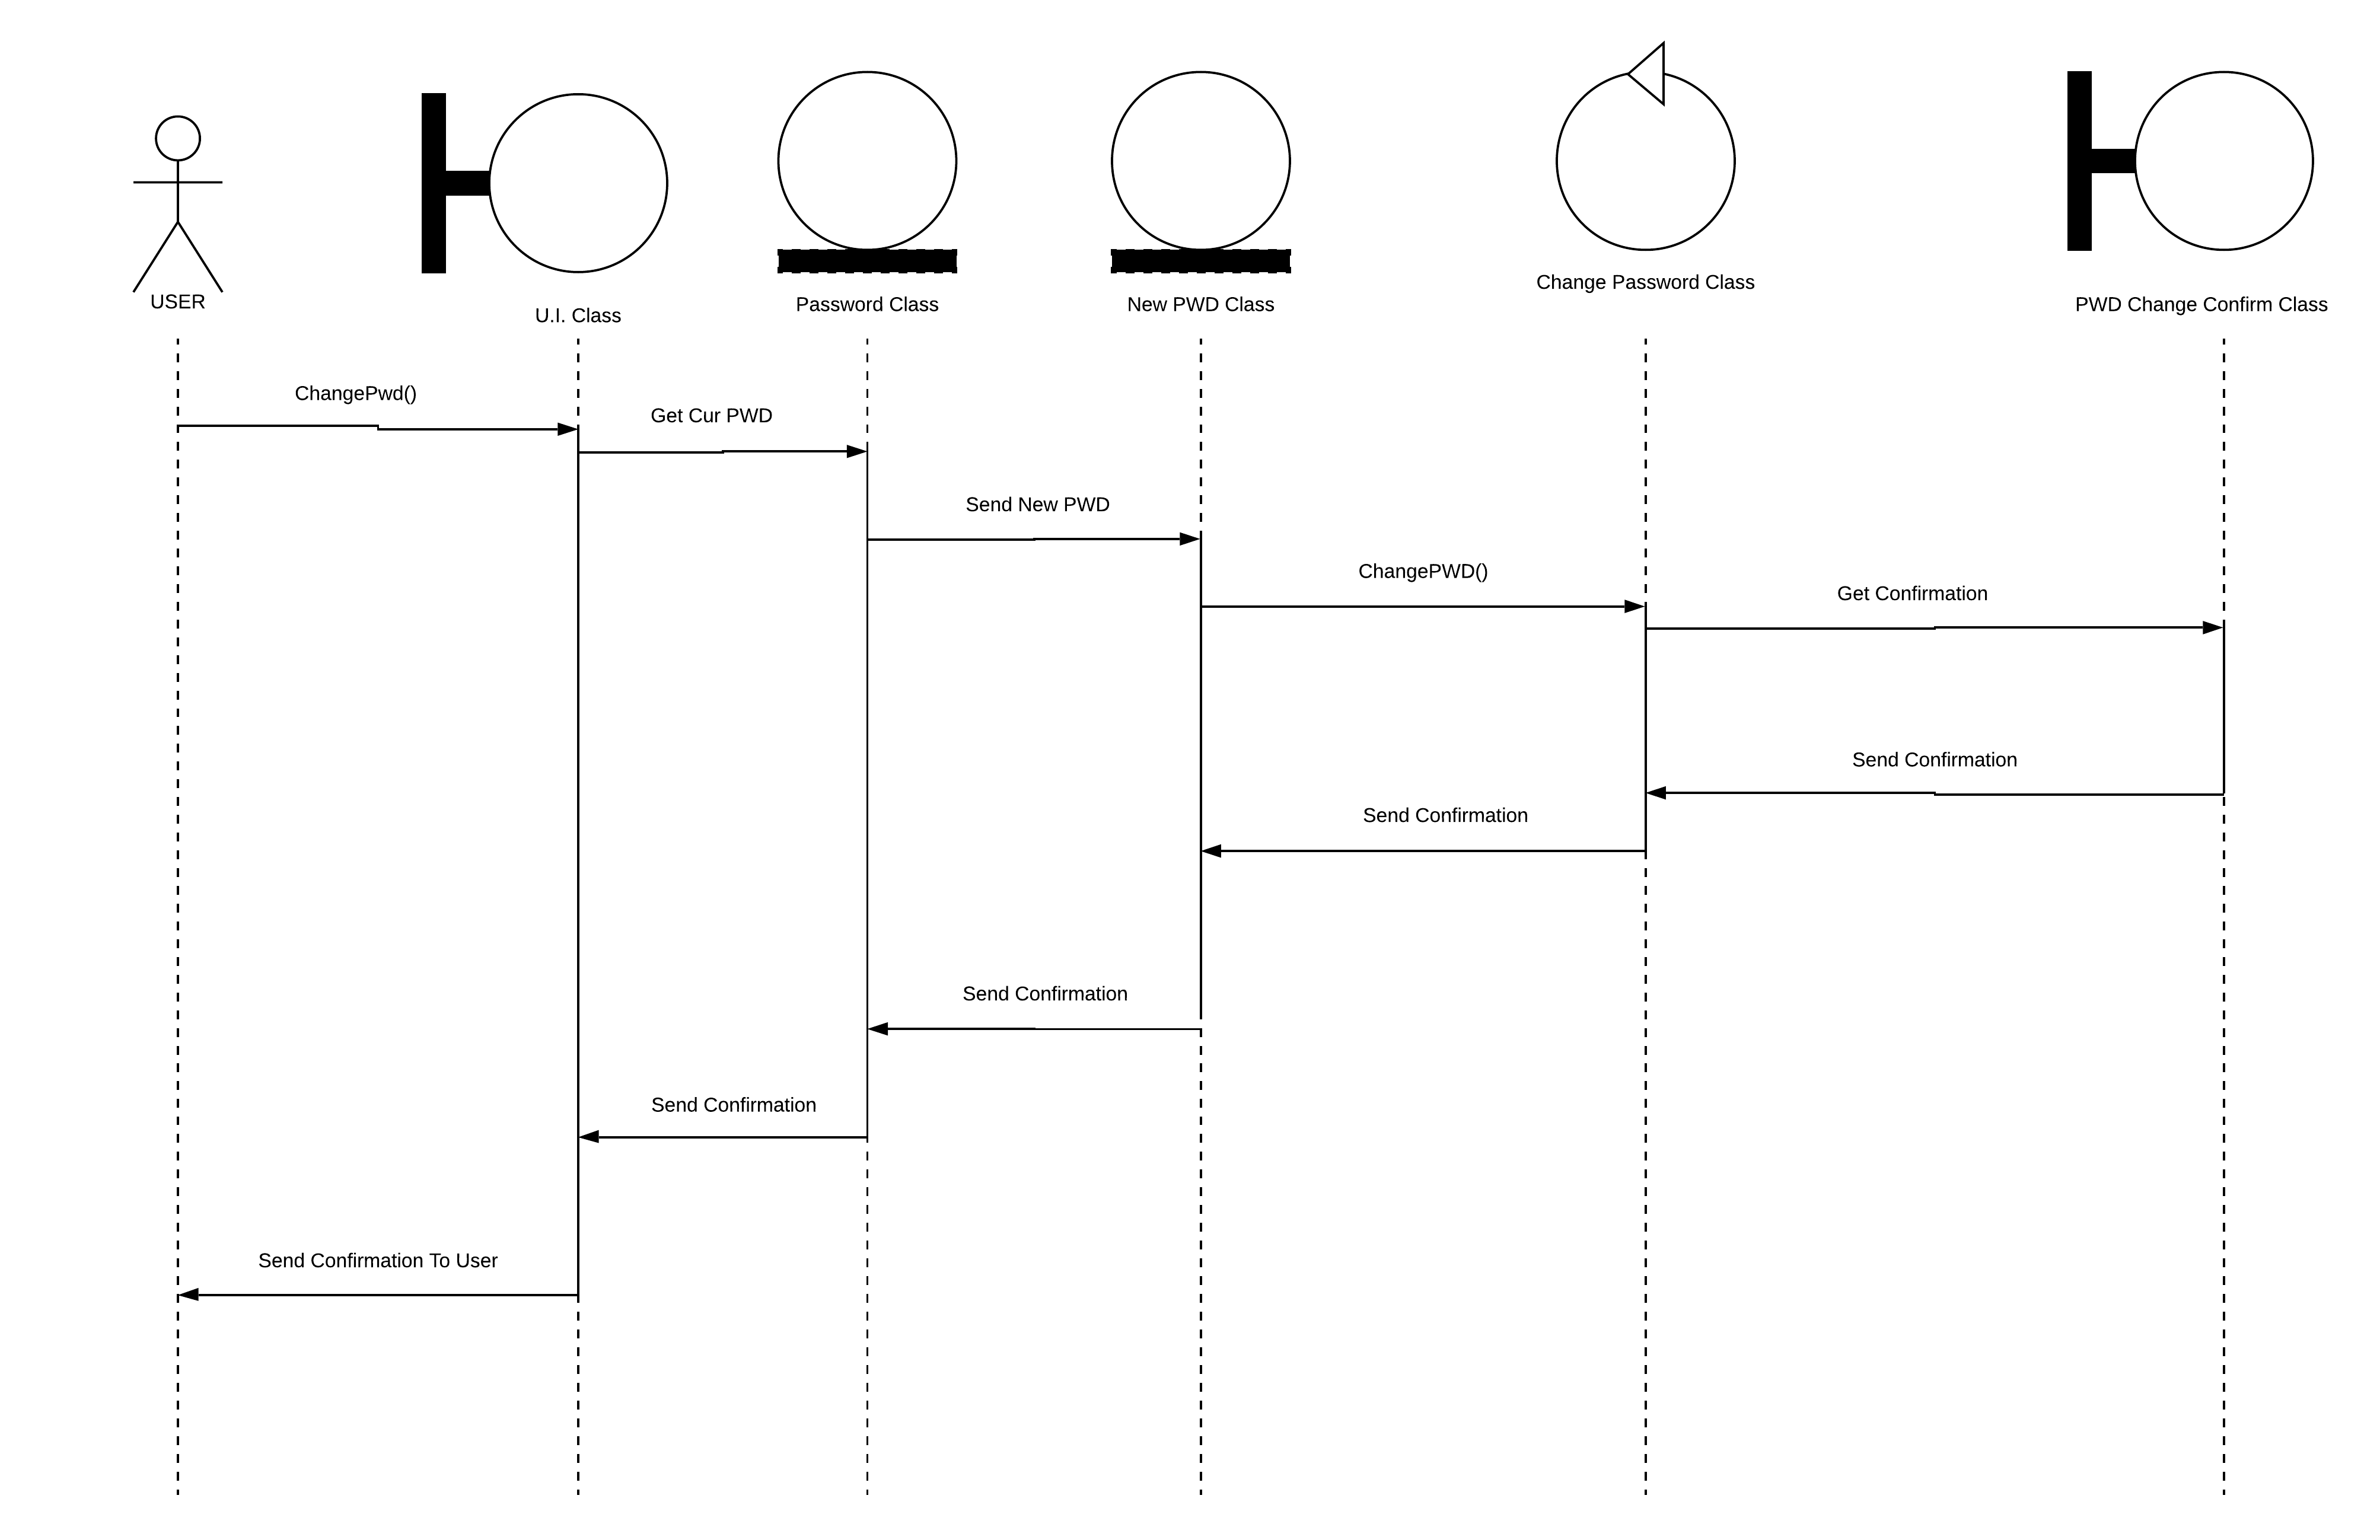 USER
U.I. Class
Password Class
New PWD Class
Change Password Class
PWD Change Confirm Class
ChangePwd()
Get Cur PWD
Send New PWD
ChangePWD()
Get Confirmation
Send Confirmation
Send Confirmation
Send Confirmation
Send Confirmation
Send Confirmation To User